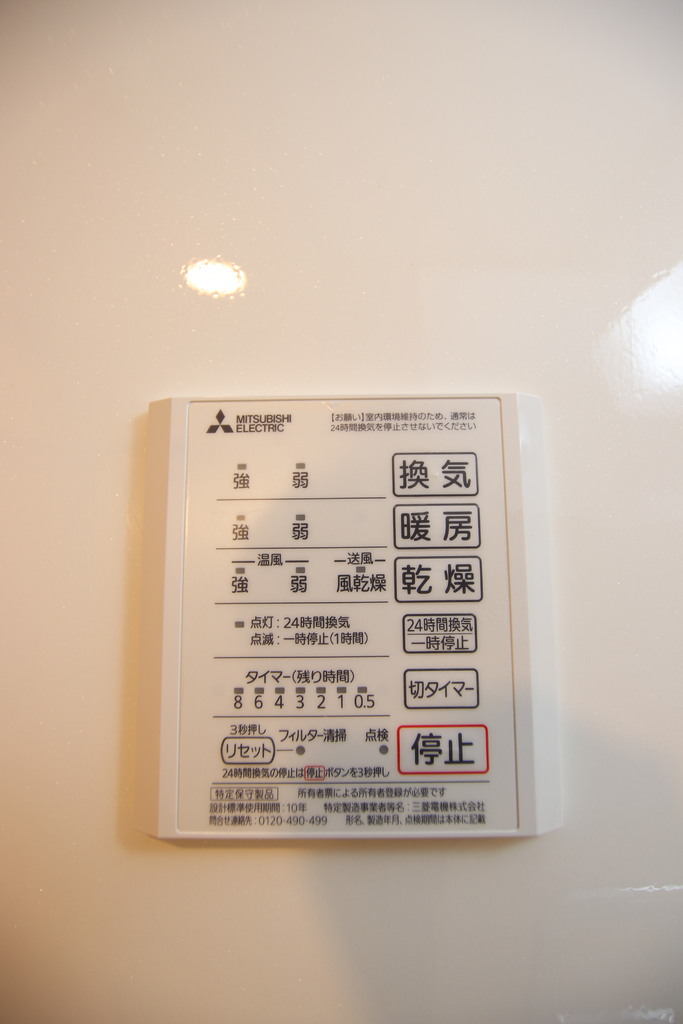 MITSUBISHI
ELECTRIC
【お願い】室内環境維持のため、通常は
24時間換気を停止させないでください
強 弱 換気
強 弱 暖房
温風 送風
強 弱 風乾燥 乾燥
点灯：24時間換気
点滅：一時停止(1時間)
24時間換気
一時停止
タイマー(残り時間)
8 6 4 3 2 1 0.5
切タイマー
3秒押し
リセット フィルター清掃 点検
停止
24時間換気の停止は停止ボタンを3秒押し
特定保守製品 所有者票による所有者登録が必要です
設計標準使用期間：10年 特定製造事業者等名：三菱電機株式会社
問合せ連絡先：0120-490-499 形名、製造年月、点検期間は本体に記載